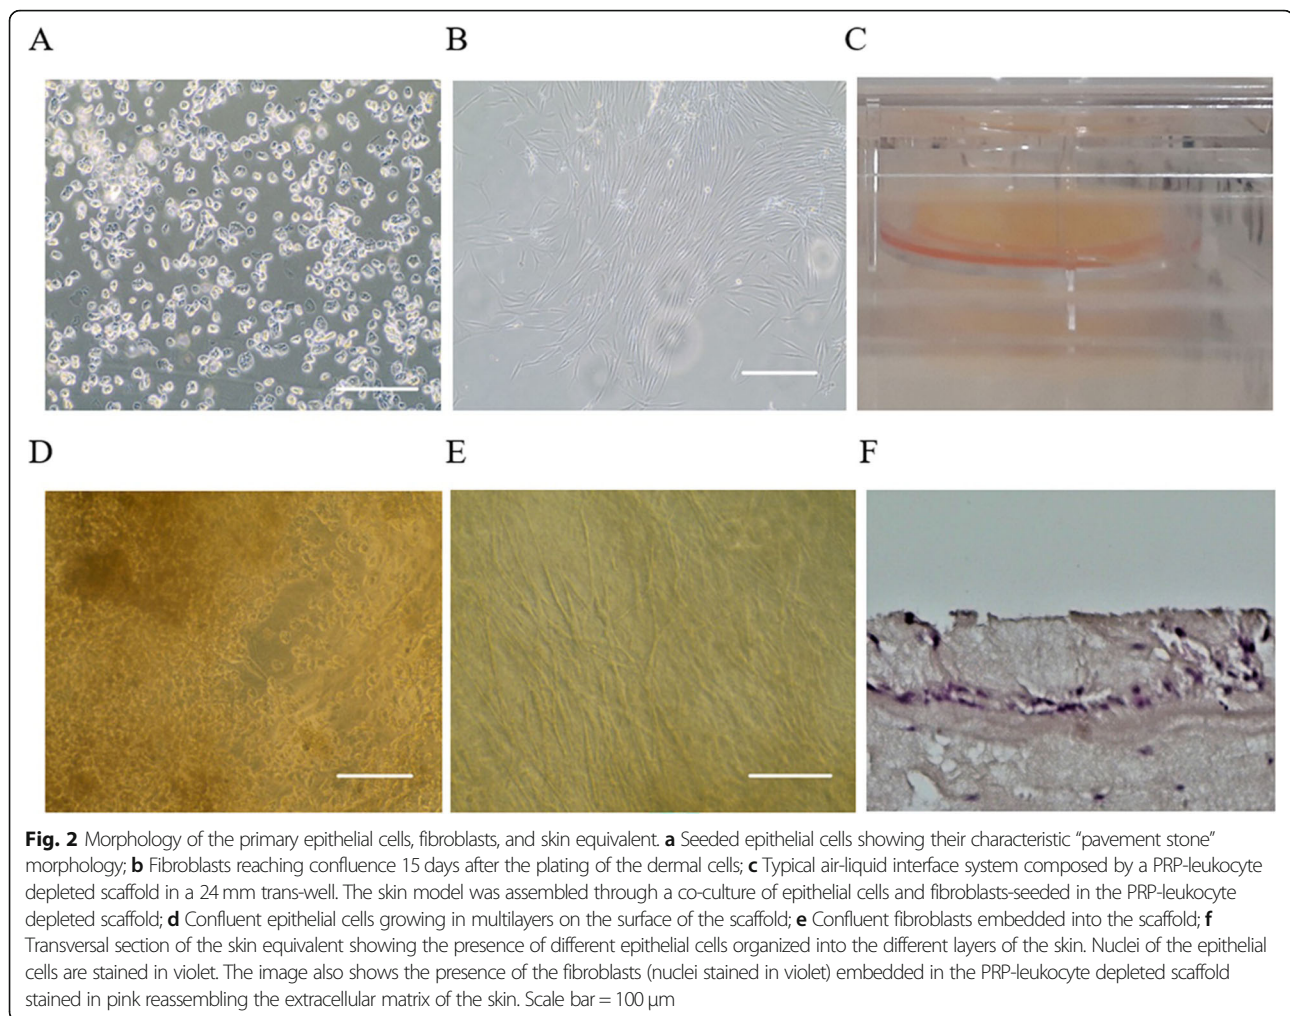 A
B
C
D
E
F
Fig. 2 Morphology of the primary epithelial cells, fibroblasts, and skin equivalent. a Seeded epithelial cells showing their characteristic “pavement stone”
morphology; b Fibroblasts reaching confluence 15 days after the plating of the dermal cells; c Typical air-liquid interface system composed by a PRP-leukocyte
depleted scaffold in a 24 mm trans-well. The skin model was assembled through a co-culture of epithelial cells and fibroblasts-seeded in the PRP-leukocyte
depleted scaffold; d Confluent epithelial cells growing in multilayers on the surface of the scaffold; e Confluent fibroblasts embedded into the scaffold; f
Transversal section of the skin equivalent showing the presence of different epithelial cells organized into the different layers of the skin. Nuclei of the epithelial
cells are stained in violet. The image also shows the presence of the fibroblasts (nuclei stained in violet) embedded in the PRP-leukocyte depleted scaffold
stained in pink reassembling the extracellular matrix of the skin. Scale bar = 100 μm